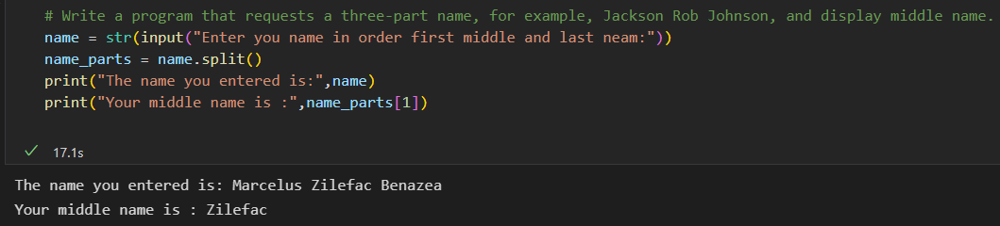 # Write a program that requests a three-part name, for example, Jackson Rob Johnson, and display middle name.
name = str(input("Enter you name in order first middle and last neam:"))
name_parts = name.split()
print("The name you entered is:",name)
print("Your middle name is :",name_parts[1])
17.1s
The name you entered is: Marcelus Zilefac Benazea
Your middle name is : Zilefac